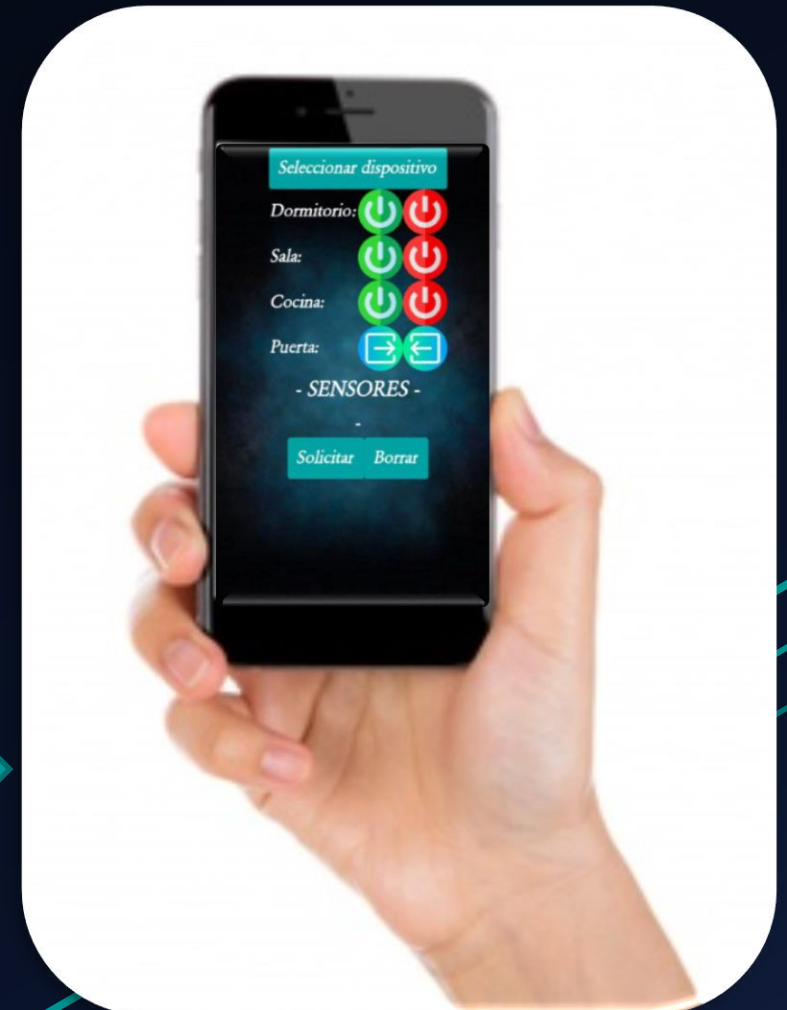 Seleccionar dispositivo
Dormitorio:
Sala:
Cocina:
Puerta:
- SENSORES -
-
Solicitar Borrar